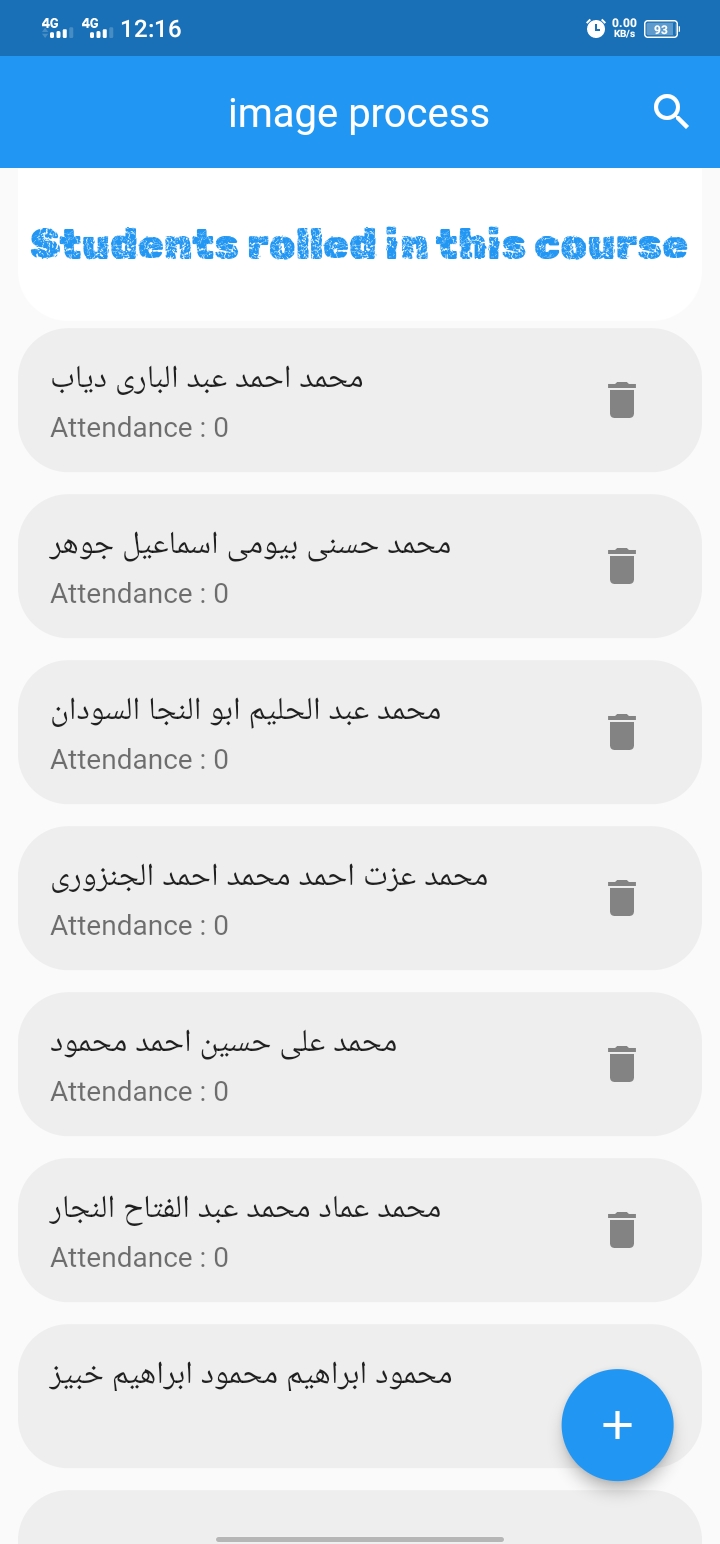 4G 4G 12:16 0.00 KB/s 93
image process
Students rolled in this course
محمد احمد عبد البارى دياب
Attendance : 0
محمد حسنى بيومى اسماعيل جوهر
Attendance : 0
محمد عبد الحليم ابو النجا السودان
Attendance : 0
محمد عزت احمد محمد احمد الجنزورى
Attendance : 0
محمد على حسين احمد محمود
Attendance : 0
محمد عماد محمد عبد الفتاح النجار
Attendance : 0
محمود ابراهيم محمود ابراهيم خبيز